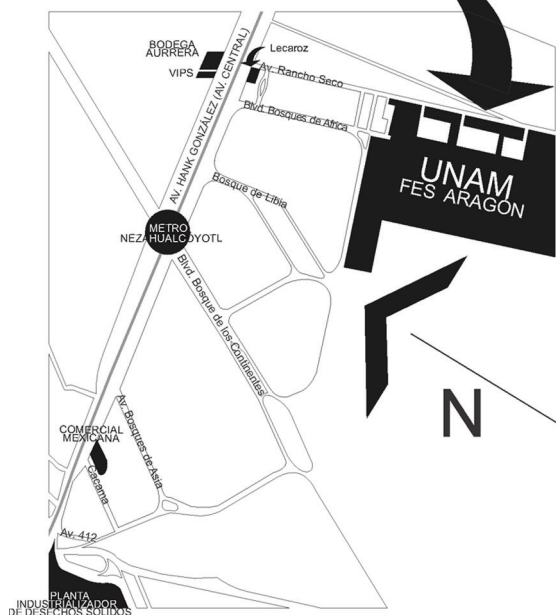 BODEGA
AURRERA
VIPS
Lecaroz
Av. Rancho Seco
AV. HANK GONZÁLEZ (AV. CENTRAL)
Blvd. Bosques de Africa
UNAM
FES ARAGÓN
Bosque de Libia
METRO
NEZAHUALCOYOTL
Blvd. Bosque de los Continentes
N
Av. Bosques de Asia
COMERCIAL
MEXICANA
Cacama
Av. 412
PLANTA
INDUSTRIALIZADOR
DE DESECHOS SÓLIDOS